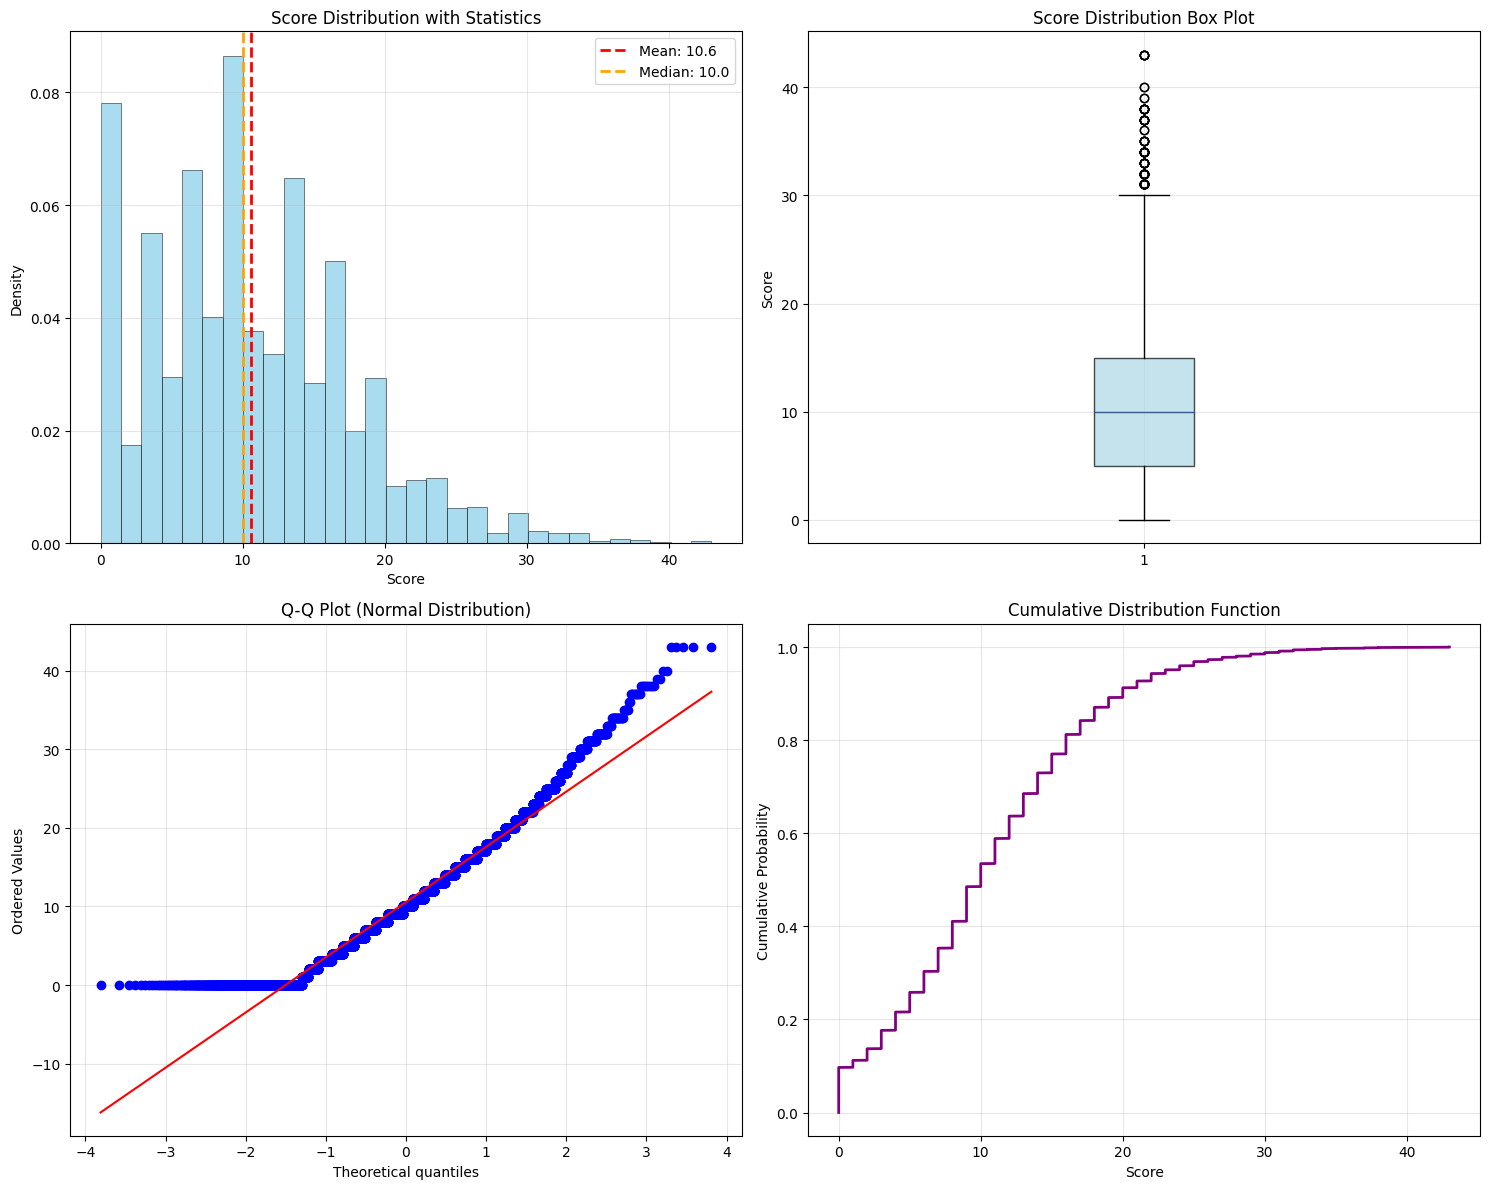 Score Distribution with Statistics
Mean: 10.6
Median: 10.0
Density
0.08
0.06
0.04
0.02
0.00
0 10 20 30 40
Score
Score Distribution Box Plot
Score
40
30
20
10
0
1
Q-Q Plot (Normal Distribution)
Ordered Values
40
30
20
10
0
−10
−4 −3 −2 −1 0 1 2 3 4
Theoretical quantiles
Cumulative Distribution Function
Cumulative Probability
1.0
0.8
0.6
0.4
0.2
0.0
0 10 20 30 40
Score